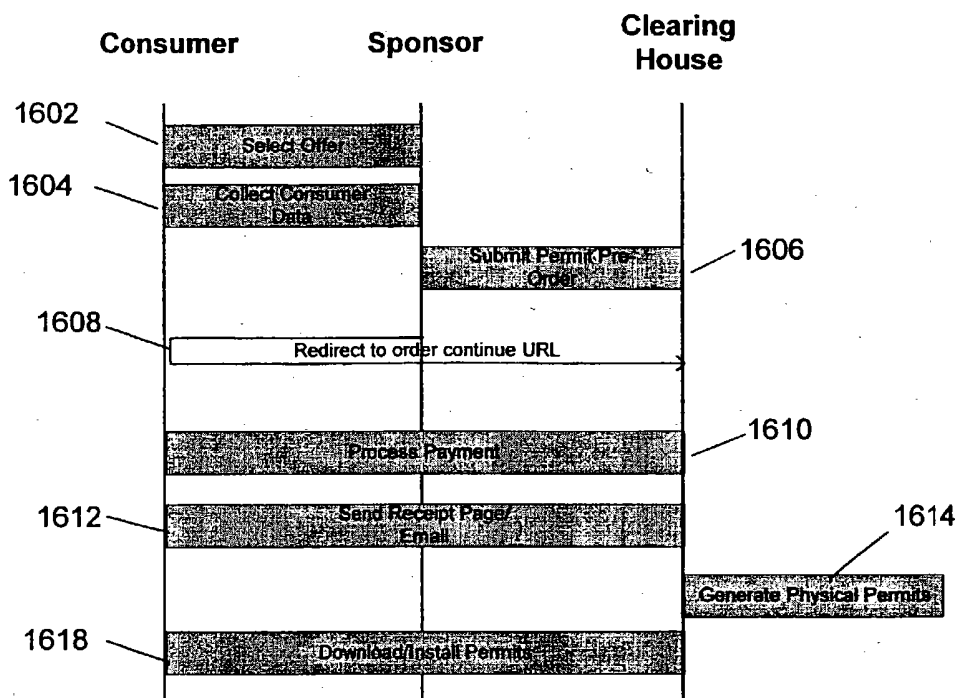 Consumer
Sponsor
Clearing
House
1602
Select Offer
1604
Collect Consumer
Data
Submit Permit Pre-
Order
1606
1608
Redirect to order continue URL
Process Payment
1610
1612
Send Receipt Page/
Email
1614
Generate Physical Permits
1618
Download/Install Permits